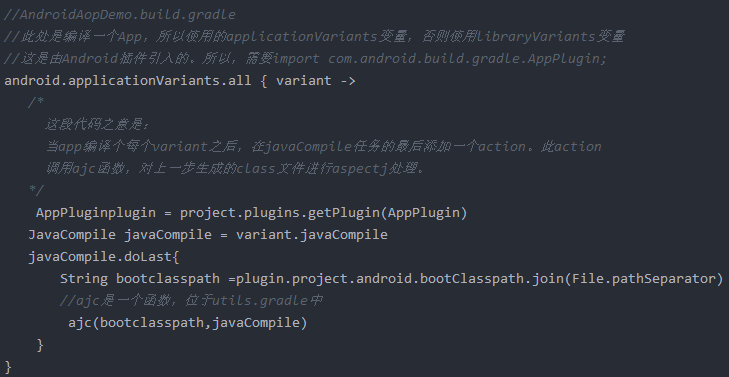 //AndroidAopDemo.build.gradle
//此处是编译一个App，所以使用的applicationVariants变量，否则使用libraryVariants变量
//这是由Android插件引入的。所以，需要import com.android.build.gradle.AppPlugin;
android.applicationVariants.all { variant ->
/*
这段代码之意是：
当app编译个每个variant之后，在javaCompile任务的最后添加一个action。此action
调用ajc函数，对上一步生成的class文件进行aspectj处理。
*/
AppPluginplugin = project.plugins.getPlugin(AppPlugin)
JavaCompile javaCompile = variant.javaCompile
javaCompile.doLast{
String bootclasspath =plugin.project.android.bootClasspath.join(File.pathSeparator)
//ajc是一个函数，位于utils.gradle中
ajc(bootclasspath,javaCompile)
}
}